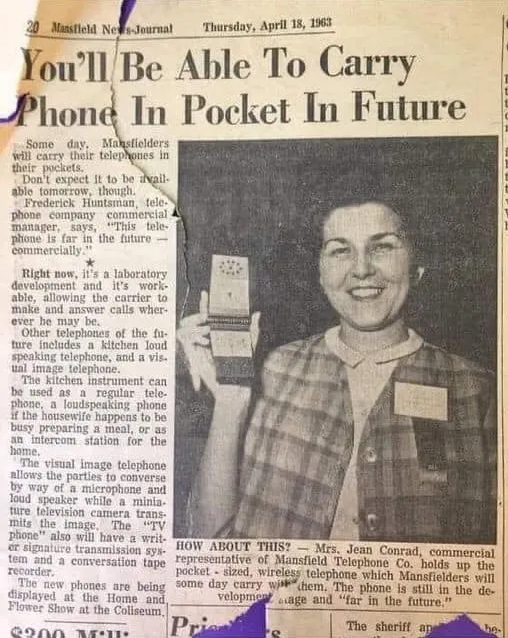 20 Mansfield News-Journal Thursday, April 18, 1963
You'll Be Able To Carry
Phone In Pocket In Future
Some day, Mansfielders
will carry their telephones in
their pockets.
Don't expect it to be avail-
able tomorrow, though.
Frederick Huntsman, tele-
phone company commercial
manager, says, "This tele-
phone is far in the future —
commercially."
★
Right now, it's a laboratory
development and it's work-
able, allowing the carrier to
make and answer calls wher-
ever he may be.
Other telephones of the fu-
ture includes a kitchen loud
speaking telephone, and a vis-
ual image telephone.
The kitchen instrument can
be used as a regular tele-
phone, a loudspeaking phone
if the housewife happens to be
busy preparing a meal, or as
an intercom station for the
home.
The visual image telephone
allows the parties to converse
by way of a microphone and
loud speaker while a minia-
ture television camera trans-
mits the image. The "TV
phone" also will have a writ-
er signature transmission sys-
tem and a conversation tape
recorder.
The new phones are being
displayed at the Home and
Flower Show at the Coliseum.
HOW ABOUT THIS? — Mrs. Jean Conrad, commercial
representative of Mansfield Telephone Co. holds up the
pocket - sized, wireless telephone which Mansfielders will
some day carry with them. The phone is still in the de-
velopment and "far in the future."
$200
The sheriff